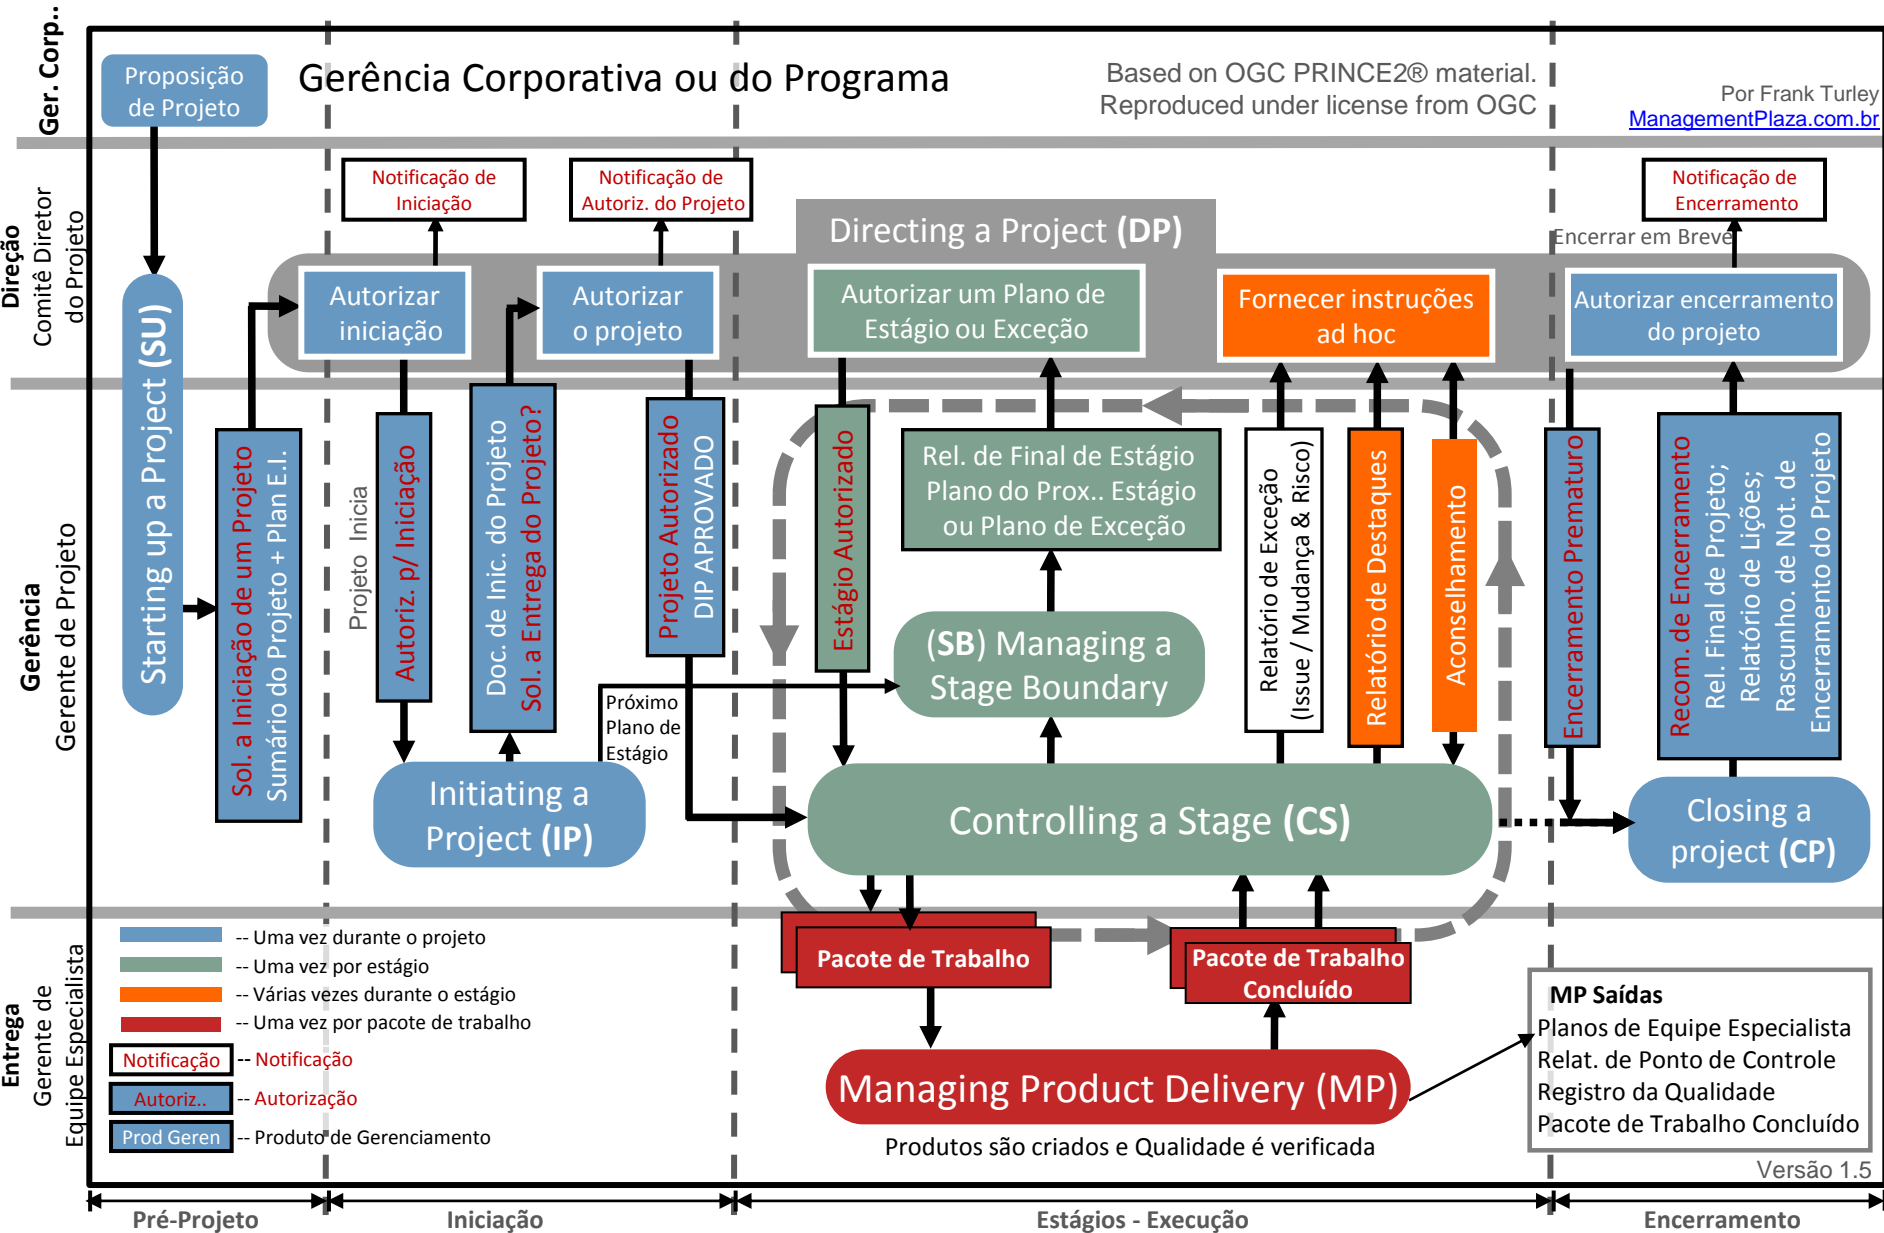 Ger. Corp..
Proposição
de Projeto
Gerência Corporativa ou do Programa
Based on OGC PRINCE2® material.
Reproduced under license from OGC
Por Frank Turley
ManagementPlaza.com.br
Direção
Comitê Diretor
do Projeto
Notificação de
Iniciação
Notificação de
Autoriz. do Projeto
Directing a Project (DP)
Notificação de
Encerramento
Encerrar em Breve
Autorizar
iniciação
Autorizar
o projeto
Autorizar um Plano de
Estágio ou Exceção
Fornecer instruções
ad hoc
Autorizar encerramento
do projeto
Gerência
Gerente de Projeto
Starting up a Project (SU)
Sol. a Iniciação de um Projeto
Sumário do Projeto + Plan E.I.
Projeto Inicia
Autoriz. p/ Iniciação
Doc. de Inic. do Projeto
Sol. a Entrega do Projeto?
Projeto Autorizado
DIP APROVADO
Estágio Autorizado
Rel. de Final de Estágio
Plano do Prox.. Estágio
ou Plano de Exceção
Relatório de Exceção
(Issue / Mudança & Risco)
Relatório de Destaques
Aconselhamento
Encerramento Prematuro
Recom. de Encerramento
Rel. Final de Projeto;
Relatório de Lições;
Rascunho. de Not. de
Encerramento do Projeto
(SB) Managing a
Stage Boundary
Próximo
Plano de
Estágio
Initiating a
Project (IP)
Controlling a Stage (CS)
Closing a
project (CP)
Entrega
Gerente de
Equipe Especialista
-- Uma vez durante o projeto
-- Uma vez por estágio
-- Várias vezes durante o estágio
-- Uma vez por pacote de trabalho
Notificação -- Notificação
Autoriz.. -- Autorização
Prod Geren -- Produto de Gerenciamento
Pacote de Trabalho
Pacote de Trabalho
Concluído
Managing Product Delivery (MP)
Produtos são criados e Qualidade é verificada
MP Saídas
Planos de Equipe Especialista
Relat. de Ponto de Controle
Registro da Qualidade
Pacote de Trabalho Concluído
Versão 1.5
Pré-Projeto
Iniciação
Estágios - Execução
Encerramento